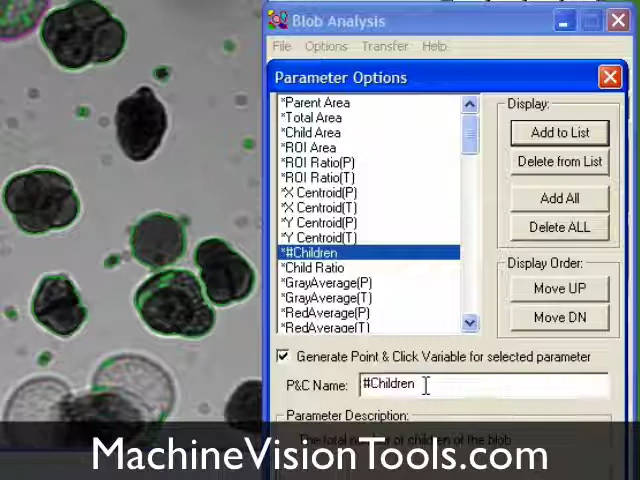 Blob Analysis
File Options Transfer Help
Parameter Options
*Parent Area
*Total Area
*Child Area
*ROI Area
*ROI Ratio(P)
*ROI Ratio(T)
*X Centroid(P)
*X Centroid(T)
*Y Centroid(P)
*Y Centroid(T)
*#Children
*Child Ratio
*GrayAverage(P)
*GrayAverage(T)
*RedAverage(P)
*RedAverage(T)
Display:
Add to List
Delete from List
Add All
Delete ALL
Display Order:
Move UP
Move DN
Generate Point & Click Variable for selected parameter
P&C Name: #Children
Parameter Description:
The total number of children of the blob
MachineVisionTools.com